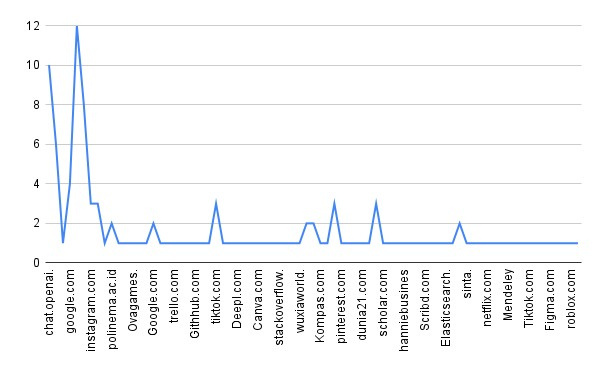 12
10
8
6
4
2
0
chat.openai.
google.com
instagram.com
polinema.ac.id
Ovagames.
Google.com
trello.com
Githhub.com
tiktok.com
Deepl.com
Canva.com
stackoverflow.
wuxiaworld.
Kompas.com
pinterest.com
dunia21.com
scholar.com
hanniebusines
Scribd.com
Elasticsearch.
sinta.
netflix.com
Mendeley
Tiktok.com
Figma.com
roblox.com